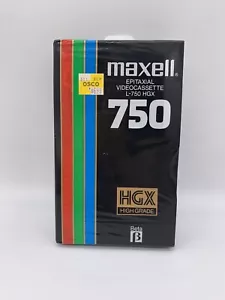 OSCO
maxell®
EPITAXIAL
VIDEOCASSETTE
L-750 HGX
750
HGX
HIGH GRADE
Beta
β